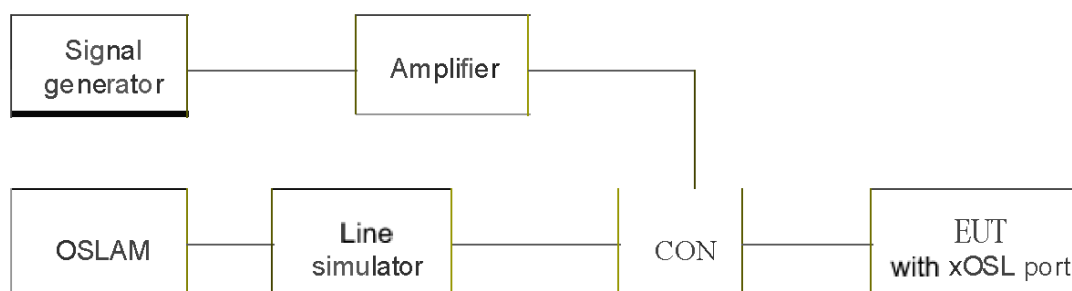 Signal
generator
Amplifier
OSLAM
Line
simulator
CON
EUT
with xOSL port